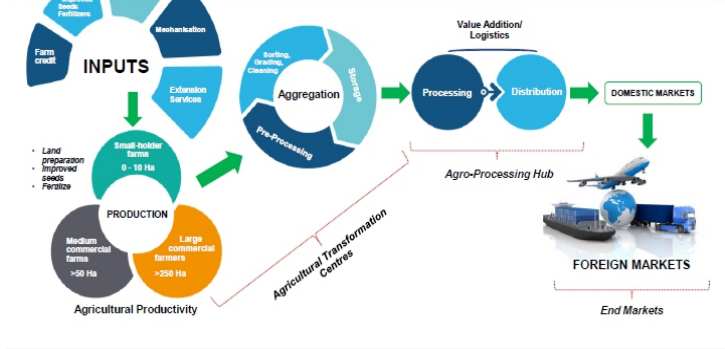 Improved
Seeds
Fertilizers
Mechanisation
Farm
credit
INPUTS
Extension
Services
Value Addition/
Logistics
Sorting,
Grading,
Cleaning
Storage
Aggregation
Pre-Processing
Processing
Distribution
DOMESTIC MARKETS
• Land
preparation
• Improved
seeds
• Fertilize
Small-holder
farms
0 - 10 Ha
PRODUCTION
Medium
commercial
farms
>50 Ha
Large
commercial
farmers
>250 Ha
Agricultural Productivity
Agricultural Transformation
Centres
Agro-Processing Hub
FOREIGN MARKETS
End Markets